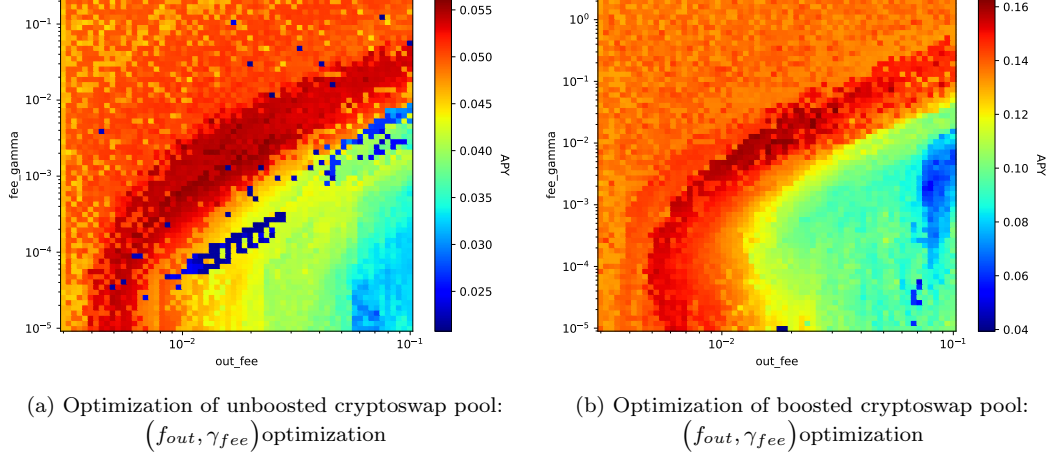 10⁻¹
10⁻²
10⁻³
10⁻⁴
10⁻⁵
fee_gamma
10⁻²
10⁻¹
out_fee
0.055
0.050
0.045
0.040
0.035
0.030
0.025
APY
10⁰
10⁻¹
10⁻²
10⁻³
10⁻⁴
10⁻⁵
fee_gamma
10⁻²
10⁻¹
out_fee
0.16
0.14
0.12
0.10
0.08
0.06
0.04
APY
(a) Optimization of unboosted cryptoswap pool:
(f_out, γ_fee) optimization
(b) Optimization of boosted cryptoswap pool:
(f_out, γ_fee) optimization